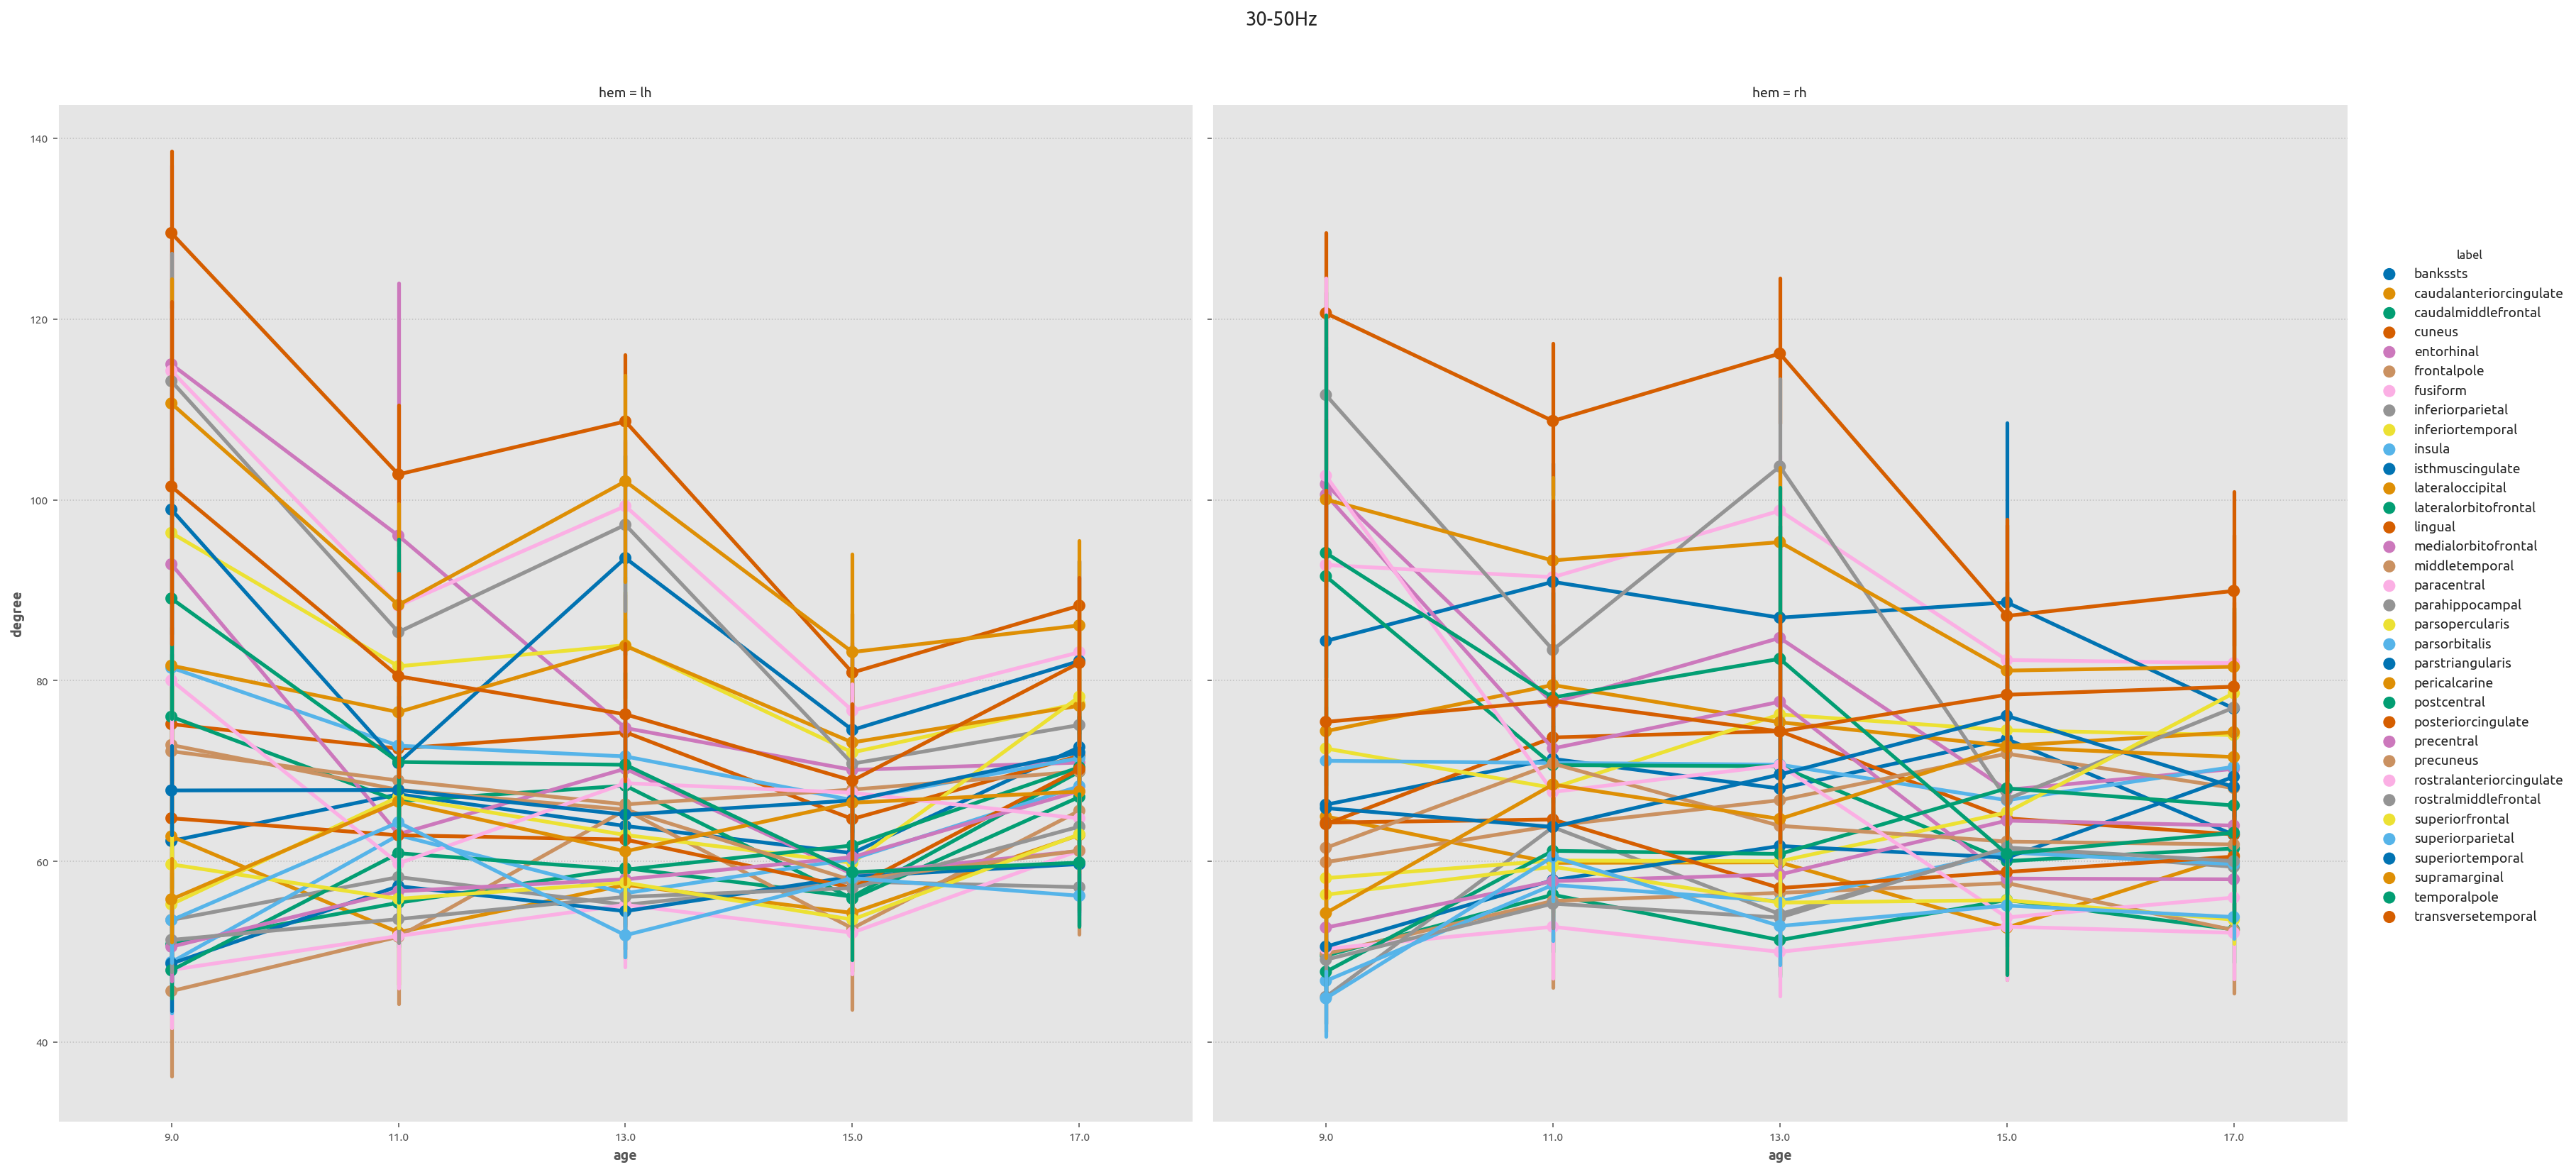 30-50Hz
hem = lh
hem = rh
140
120
100
80
60
40
degree
9.0
11.0
13.0
15.0
17.0
9.0
11.0
13.0
15.0
17.0
age
age
label
bankssts
caudalanteriorcingulate
caudalmiddlefrontal
cuneus
entorhinal
frontalpole
fusiform
inferiorparietal
inferiortemporal
insula
isthmuscingulate
lateraloccipital
lateralorbitofrontal
lingual
medialorbitofrontal
middletemporal
paracentral
parahippocampal
parsopercularis
parsorbitalis
parstriangularis
pericalcarine
postcentral
posteriorcingulate
precentral
precuneus
rostralanteriorcingulate
rostralmiddlefrontal
superiorfrontal
superiorparietal
superiortemporal
supramarginal
temporalpole
transversetemporal